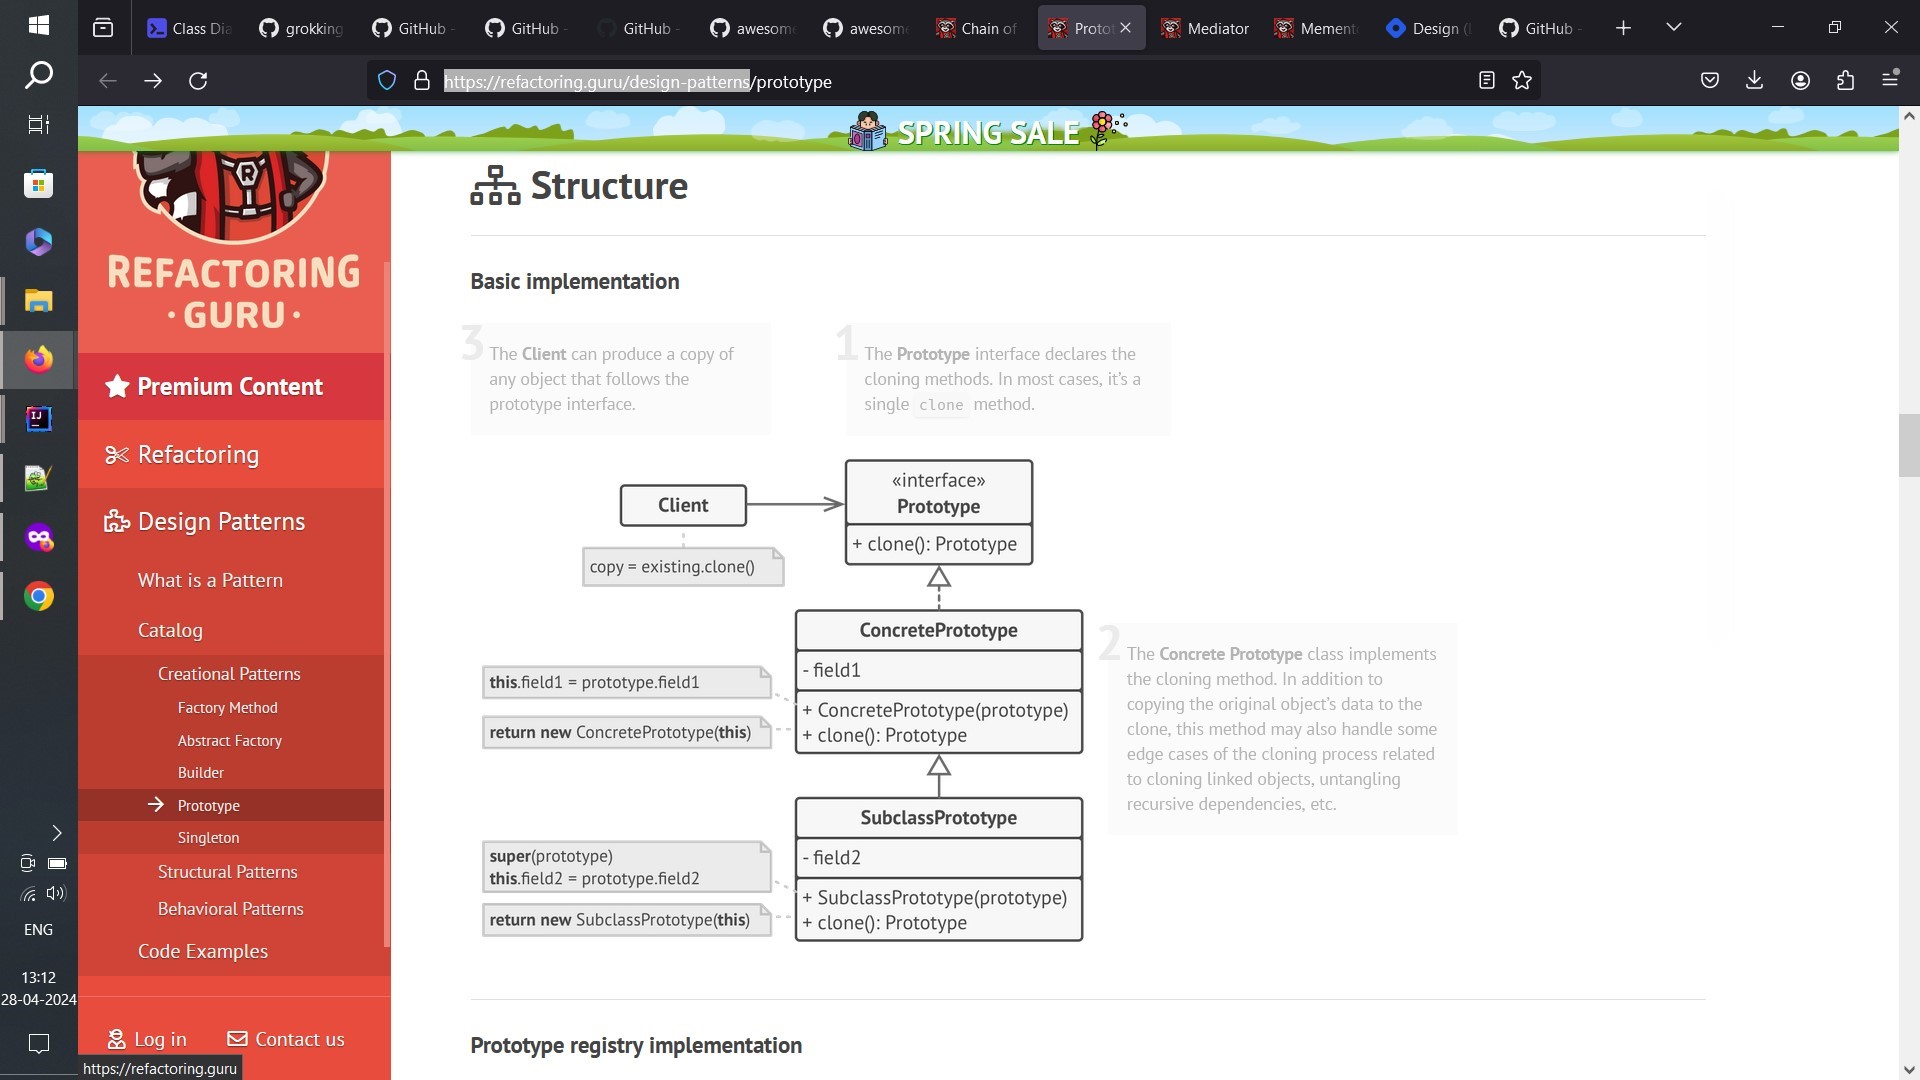 Class Dia
grokking
GitHub -
GitHub -
GitHub -
awesome
awesome
Chain of
Protot
Mediator
Mement
Design (
GitHub -
https://refactoring.guru/design-patterns/prototype
SPRING SALE
R
REFACTORING
· GURU ·
Premium Content
Refactoring
Design Patterns
What is a Pattern
Catalog
Creational Patterns
Factory Method
Abstract Factory
Builder
Prototype
Singleton
Structural Patterns
Behavioral Patterns
Code Examples
Log in
Contact us
https://refactoring.guru
IJ
ENG
13:12
28-04-2024
Structure
Basic implementation
3
The Client can produce a copy of
any object that follows the
prototype interface.
1
The Prototype interface declares the
cloning methods. In most cases, it’s a
single clone method.
Client
copy = existing.clone()
«interface»
Prototype
+ clone(): Prototype
ConcretePrototype
- field1
+ ConcretePrototype(prototype)
+ clone(): Prototype
this.field1 = prototype.field1
return new ConcretePrototype(this)
2
The Concrete Prototype class implements
the cloning method. In addition to
copying the original object’s data to the
clone, this method may also handle some
edge cases of the cloning process related
to cloning linked objects, untangling
recursive dependencies, etc.
SubclassPrototype
- field2
+ SubclassPrototype(prototype)
+ clone(): Prototype
super(prototype)
this.field2 = prototype.field2
return new SubclassPrototype(this)
Prototype registry implementation